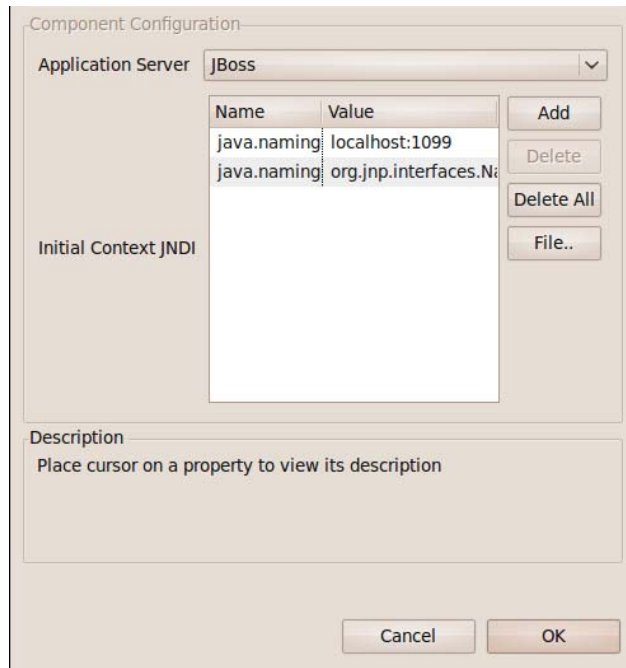 Component Configuration
Application Server JBoss
Name Value Add
java.naming localhost:1099
Delete
java.naming org.jnp.interfaces.Na
Delete All
Initial Context JNDI File..
Description
Place cursor on a property to view its description
Cancel OK